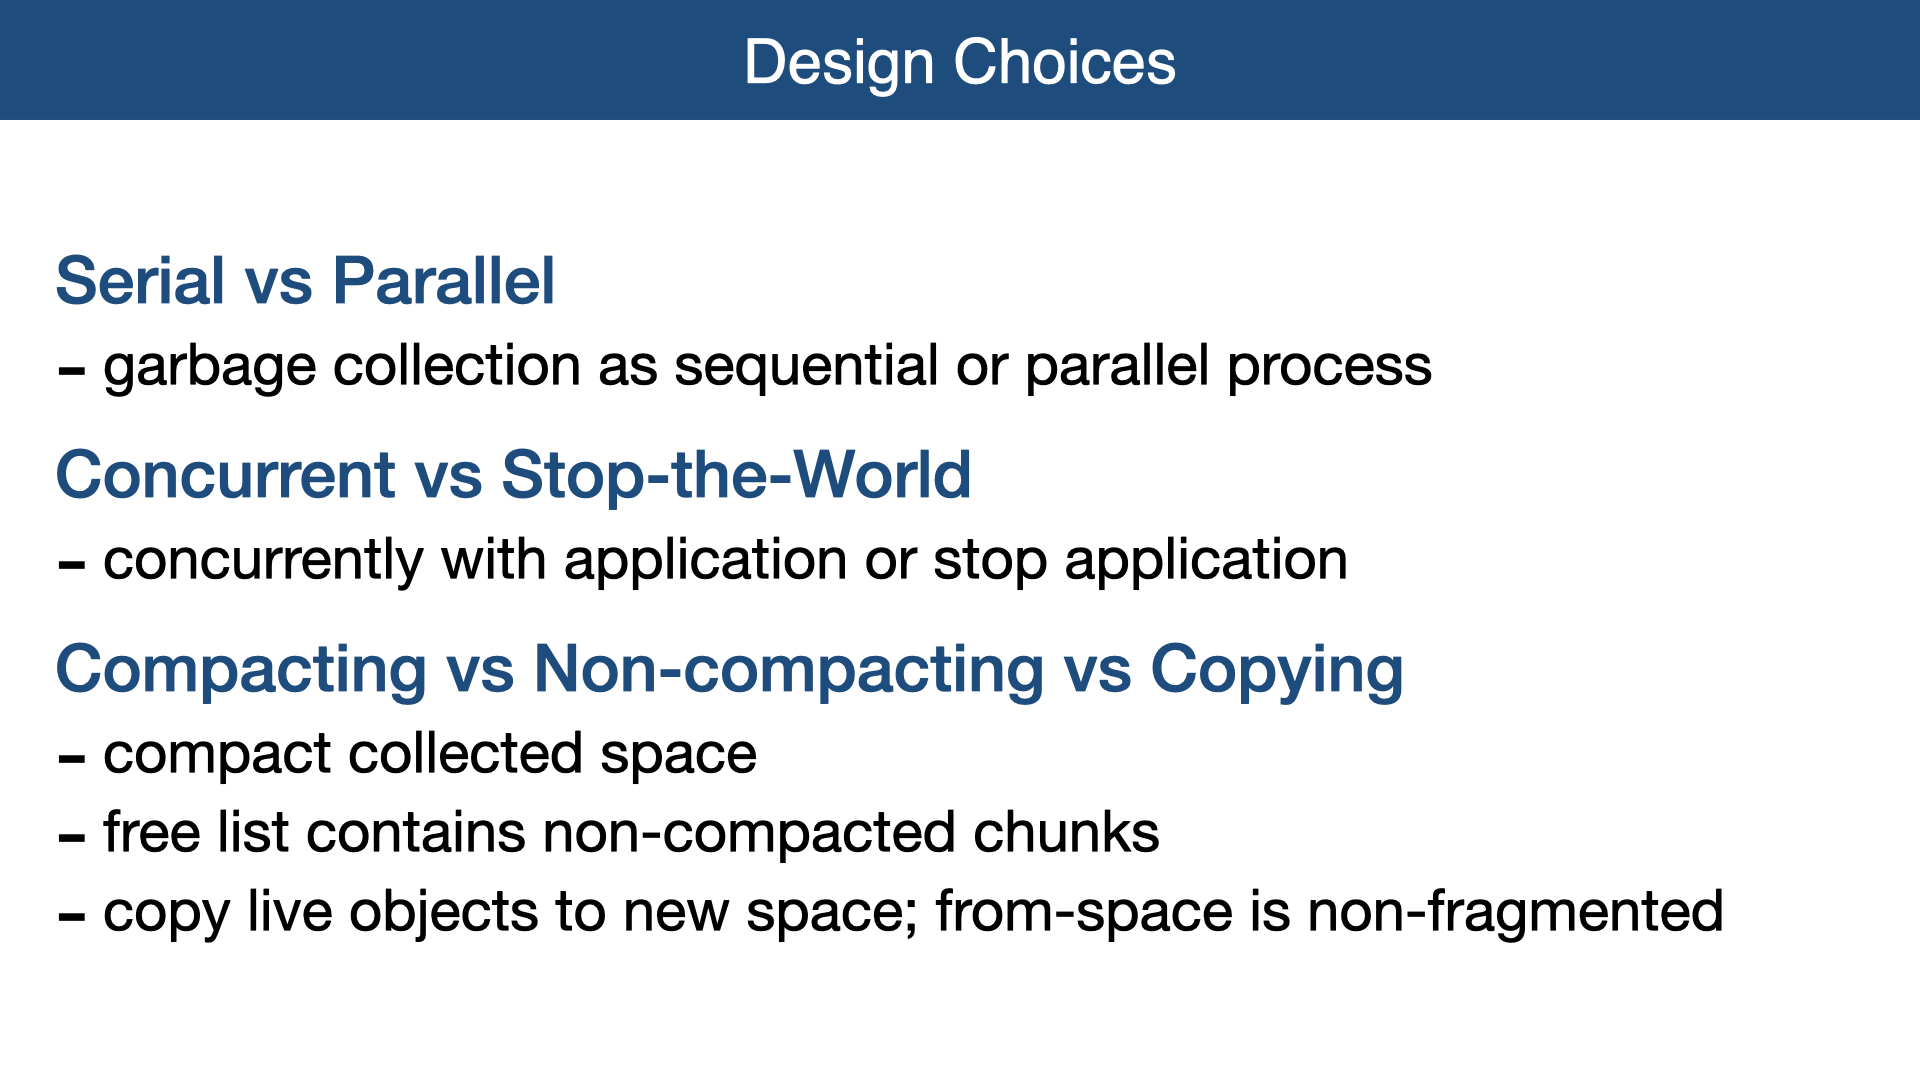 Design Choices
Serial vs Parallel
- garbage collection as sequential or parallel process
Concurrent vs Stop-the-World
- concurrently with application or stop application
Compacting vs Non-compacting vs Copying
- compact collected space
- free list contains non-compacted chunks
- copy live objects to new space; from-space is non-fragmented